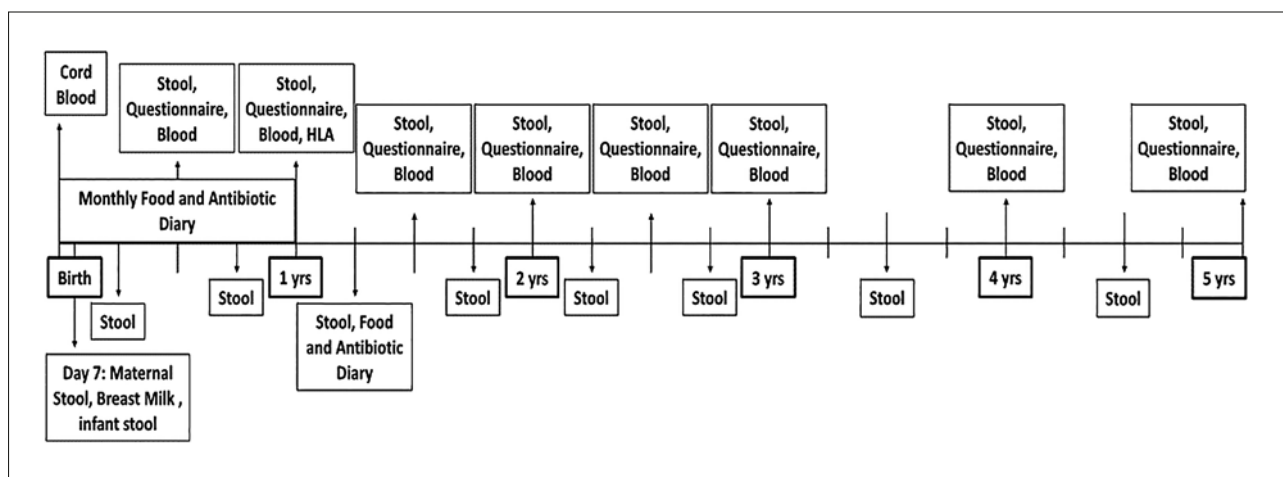 Cord
Blood
Stool,
Questionnaire,
Blood
Stool,
Questionnaire,
Blood, HLA
Stool,
Questionnaire,
Blood
Stool,
Questionnaire,
Blood
Stool,
Questionnaire,
Blood
Stool,
Questionnaire,
Blood
Stool,
Questionnaire,
Blood
Stool,
Questionnaire,
Blood
Monthly Food and Antibiotic
Diary
Birth
1 yrs
2 yrs
3 yrs
4 yrs
5 yrs
Stool
Stool
Stool
Stool
Stool
Stool
Stool
Stool, Food
and Antibiotic
Diary
Day 7: Maternal
Stool, Breast Milk ,
infant stool